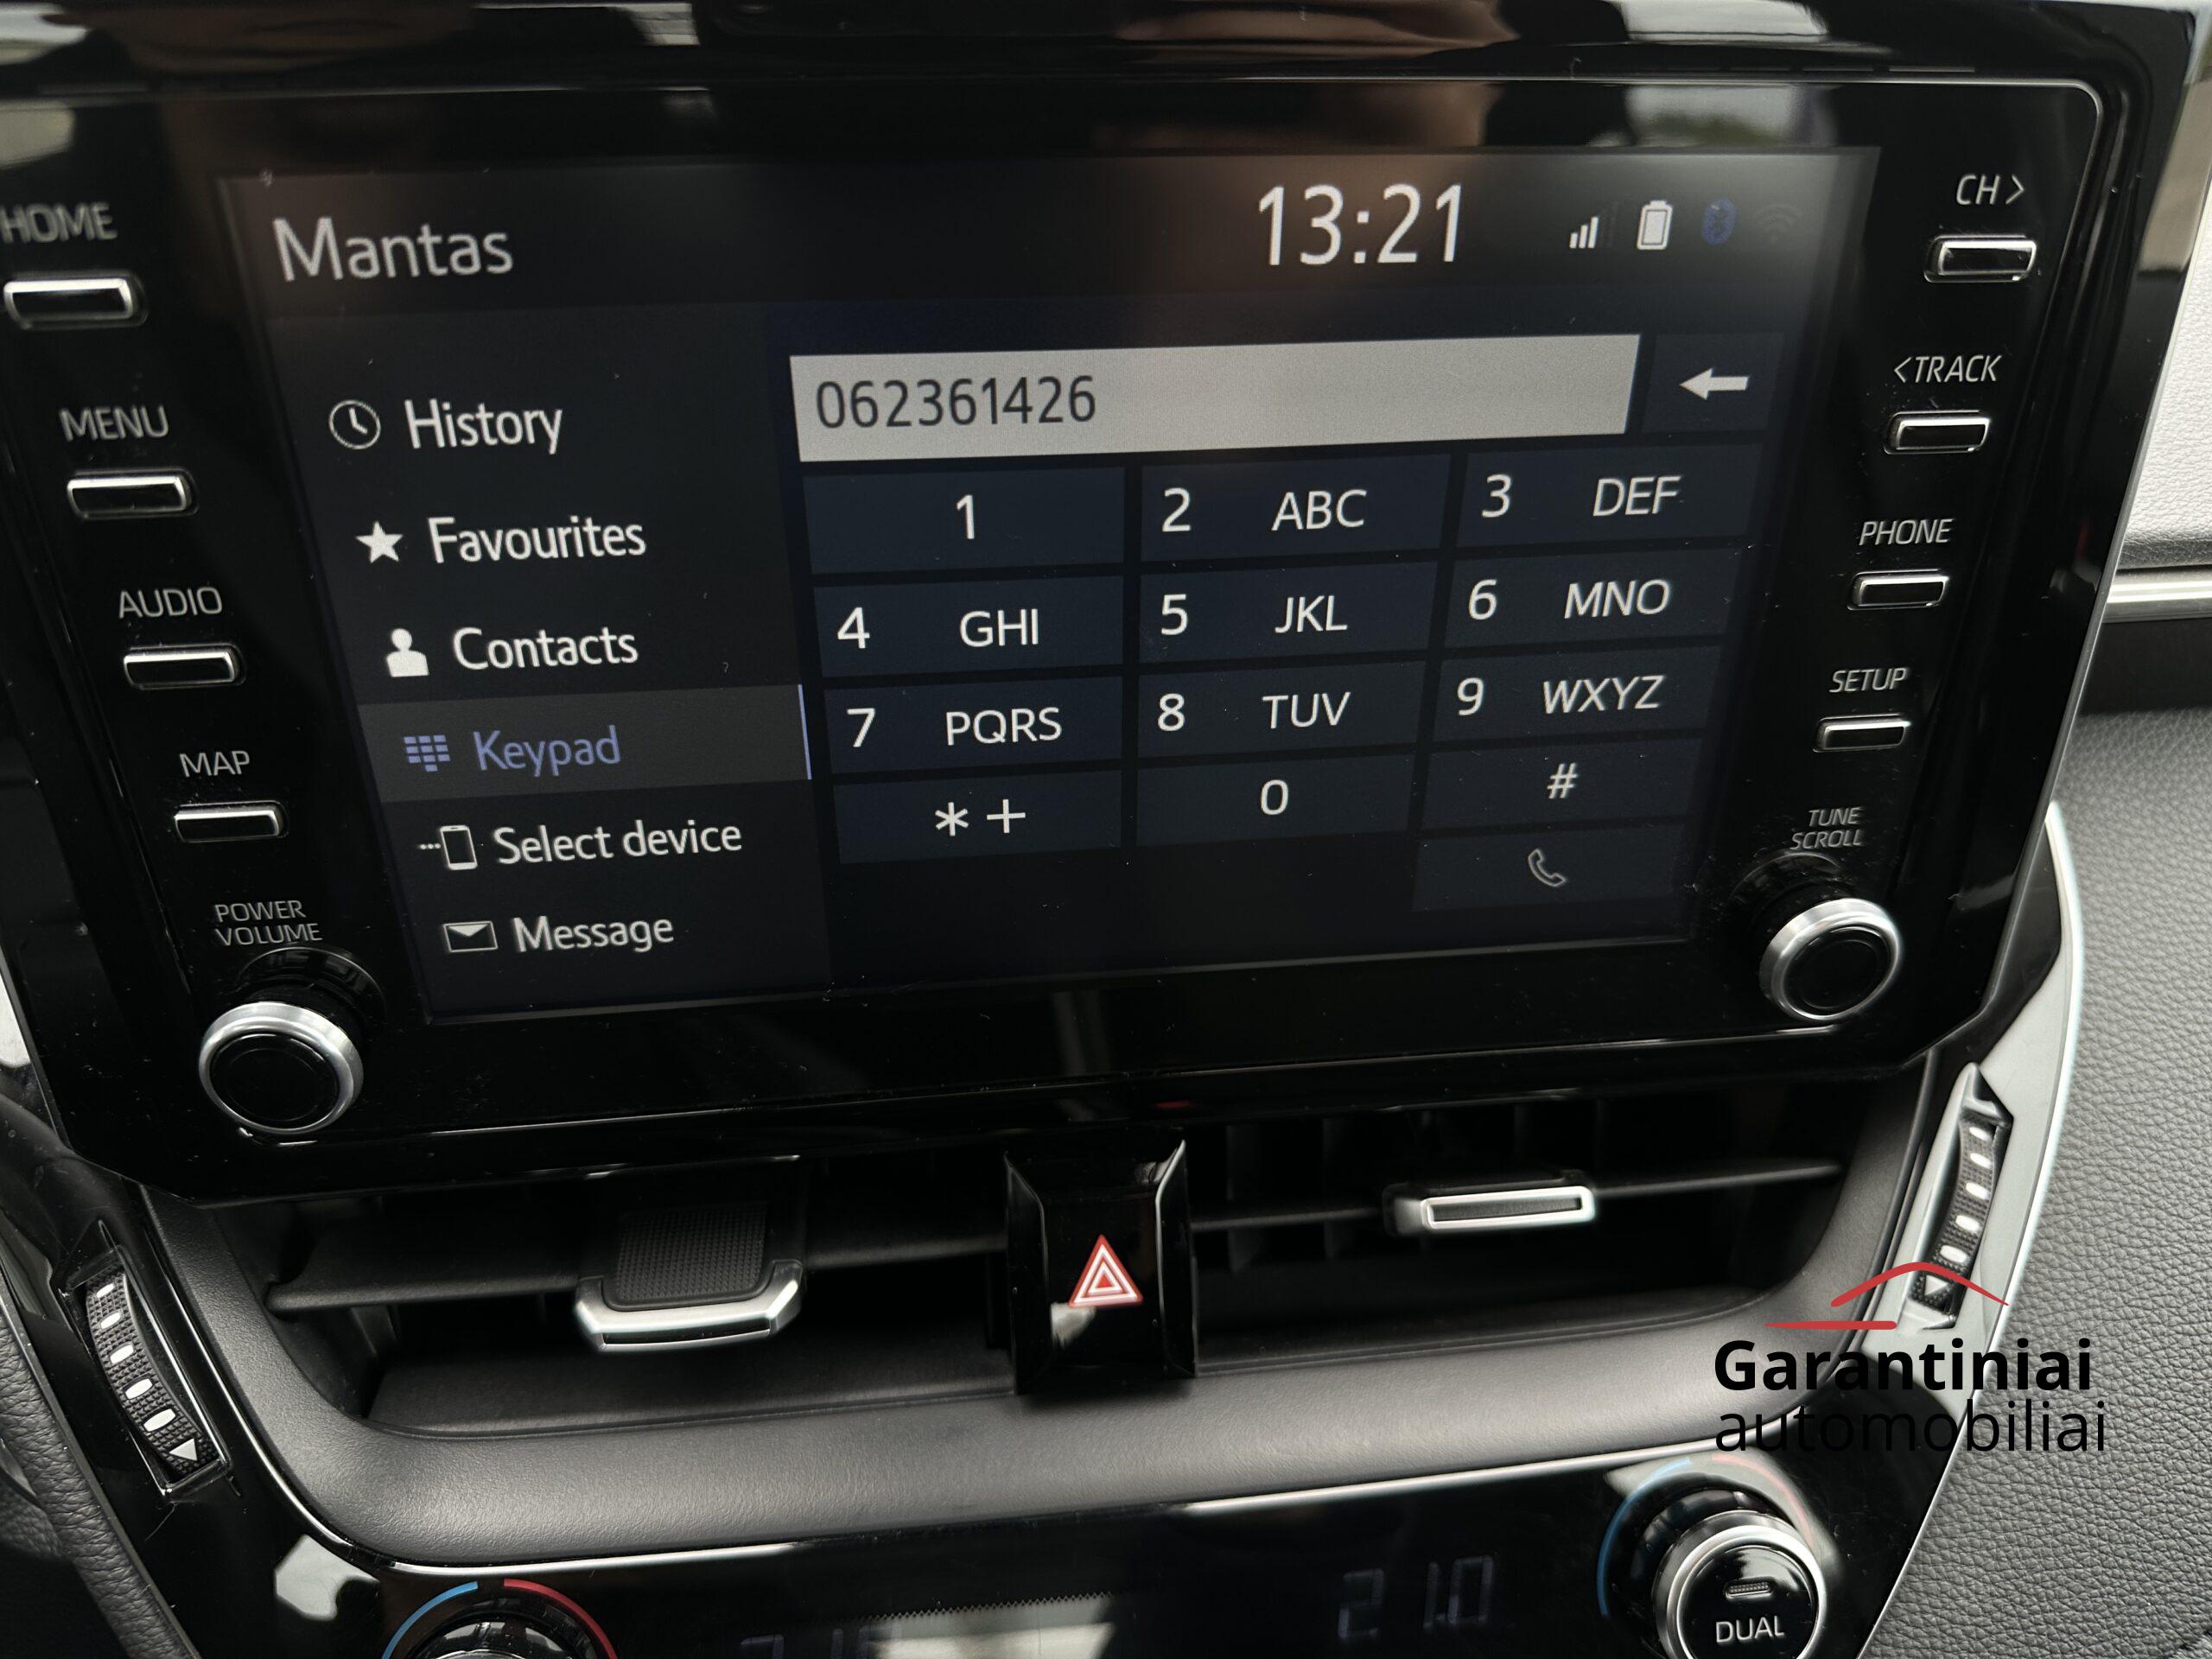 HOME
MENU
AUDIO
MAP
POWER
VOLUME
Mantas
13:21
History
Favourites
Contacts
Keypad
Select device
Message
062361426
1
2 ABC
3 DEF
4 GHI
5 JKL
6 MNO
7 PQRS
8 TUV
9 WXYZ
*+
0
#
CH >
<TRACK
PHONE
SETUP
TUNE
SCROLL
Garantiniai
automobiliai
21.0
DUAL